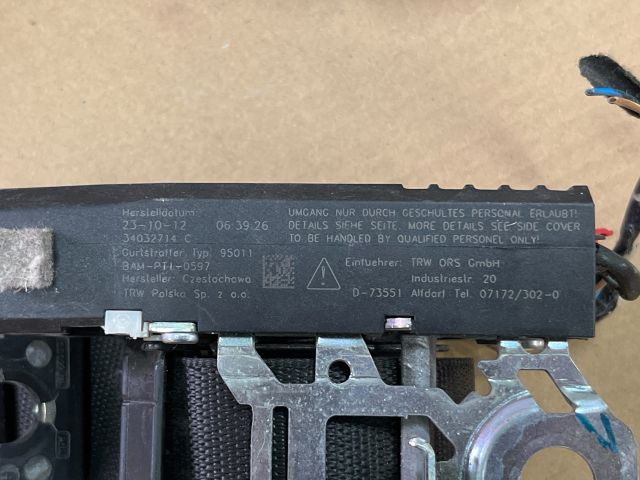 Herstelldatum:
23-10-12 06:39.26
34032714 C
Gurtstraffer Typ: 95011
BAM-PT1-0597
Hersteller: Czestochowa
TRW Polska Sp. z o.o.
UMGANG NUR DURCH GESCHULTES PERSONAL ERLAUBT!
DETAILS SIEHE SEITE. MORE DETAILS SEE SIDE COVER
TO BE HANDLED BY QUALIFIED PERSONEL ONLY!
Einfuehrer: TRW ORS GmbH
Industriestr. 20
D-73551 Alfdorf Tel. 07172/302-0